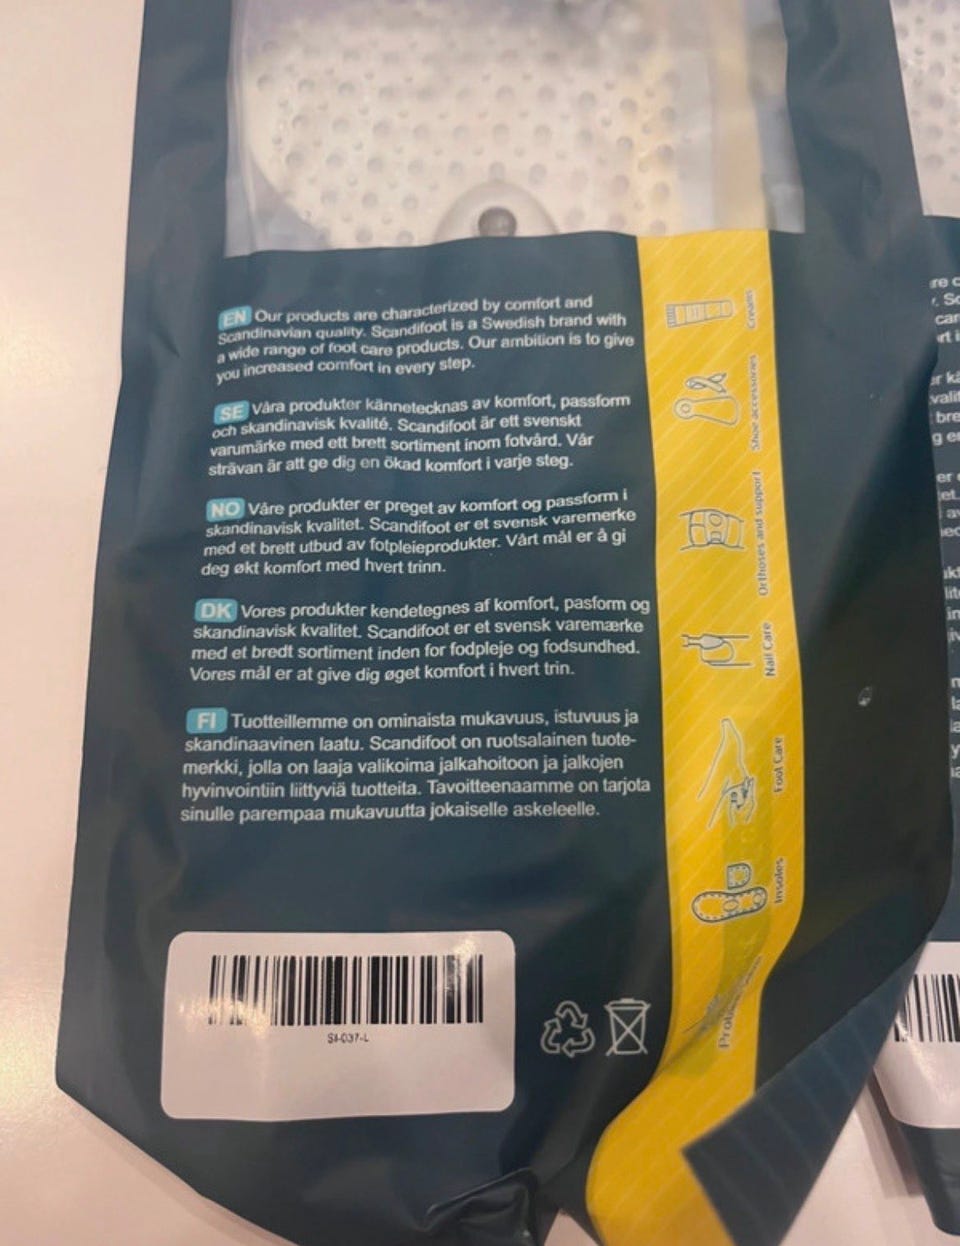 EN Our products are characterized by comfort and
Scandinavian quality. Scandifoot is a Swedish brand with
a wide range of foot care products. Our ambition is to give
you increased comfort in every step.
SE Våra produkter kännetecknas av komfort, passform
och skandinavisk kvalité. Scandifoot är ett svenskt
varumärke med ett brett sortiment inom fotvård. Vår
strävan är att ge dig en ökad komfort i varje steg.
NO Våre produkter er preget av komfort og passform i
skandinavisk kvalitet. Scandifoot er et svensk varemerke
med et brett utbud av fotpleieprodukter. Vårt mål er å gi
deg økt komfort med hvert trinn.
DK Vores produkter kendetegnes af komfort, pasform og
skandinavisk kvalitet. Scandifoot er et svensk varemærke
med et bredt sortiment inden for fodpleje og fodsundhed.
Vores mål er at give dig øget komfort i hvert trin.
FI Tuotteillemme on ominaista mukavuus, istuvuus ja
skandinaavinen laatu. Scandifoot on ruotsalainen tuote-
merkki, jolla on laaja valikoima jalkahoitoon ja jalkojen
hyvinvointiin liittyviä tuotteita. Tavoitteenaamme on tarjota
sinulle parempaa mukavuutta jokaiselle askeleelle.
Creams
Shoe accessories
Orthoses and support
Nail Care
Foot Care
Insoles